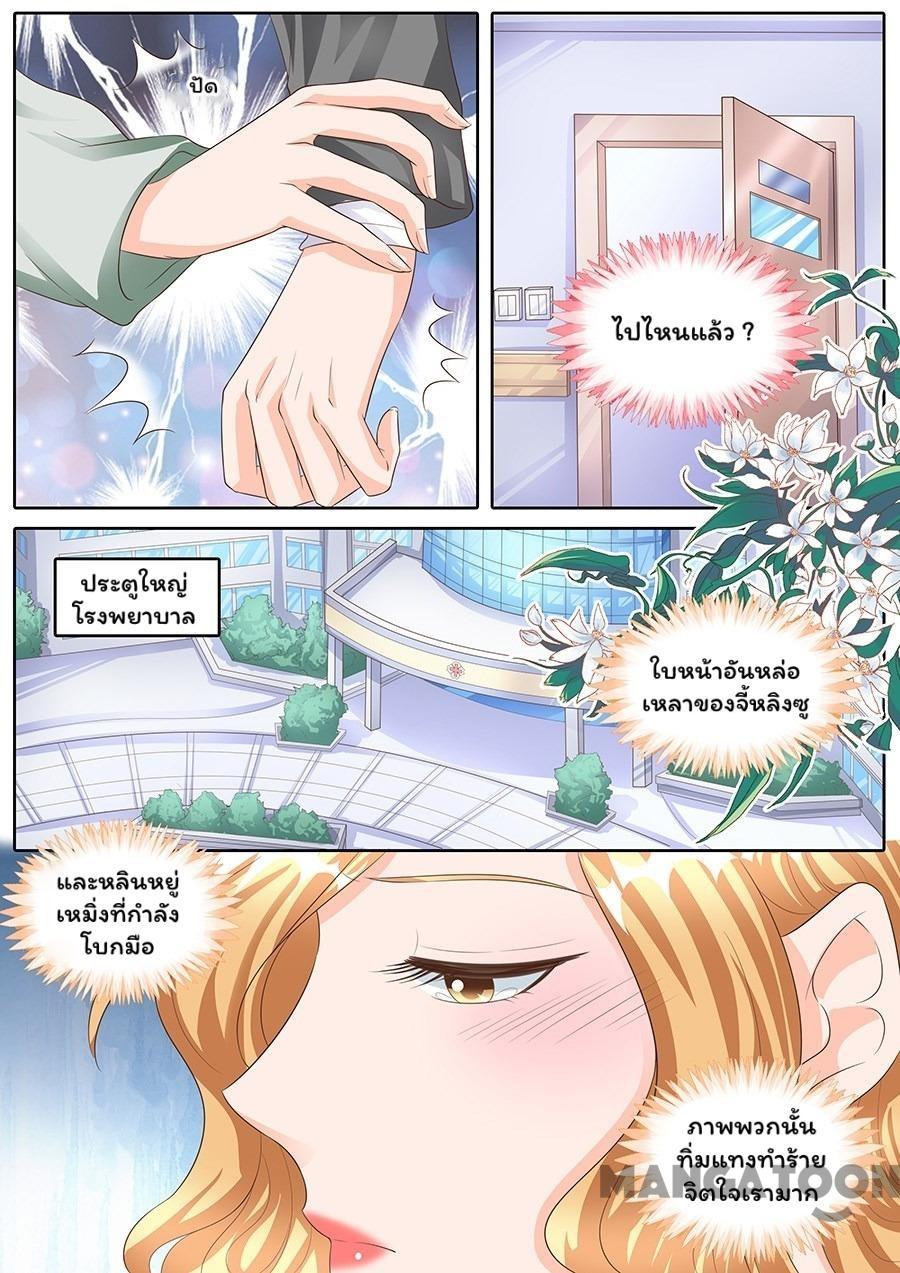 ปัด
ไปไหนแล้ว ?
ประตูใหญ่
โรงพยาบาล
ใบหน้าอันหล่อ
เหลาของจี้หลิงซู
และหลินหยู่
เหมิ่งที่กำลัง
โบกมือ
ภาพพวกนั้น
ทิ่มแทงทำร้าย
จิตใจเรามาก
MANGATOON